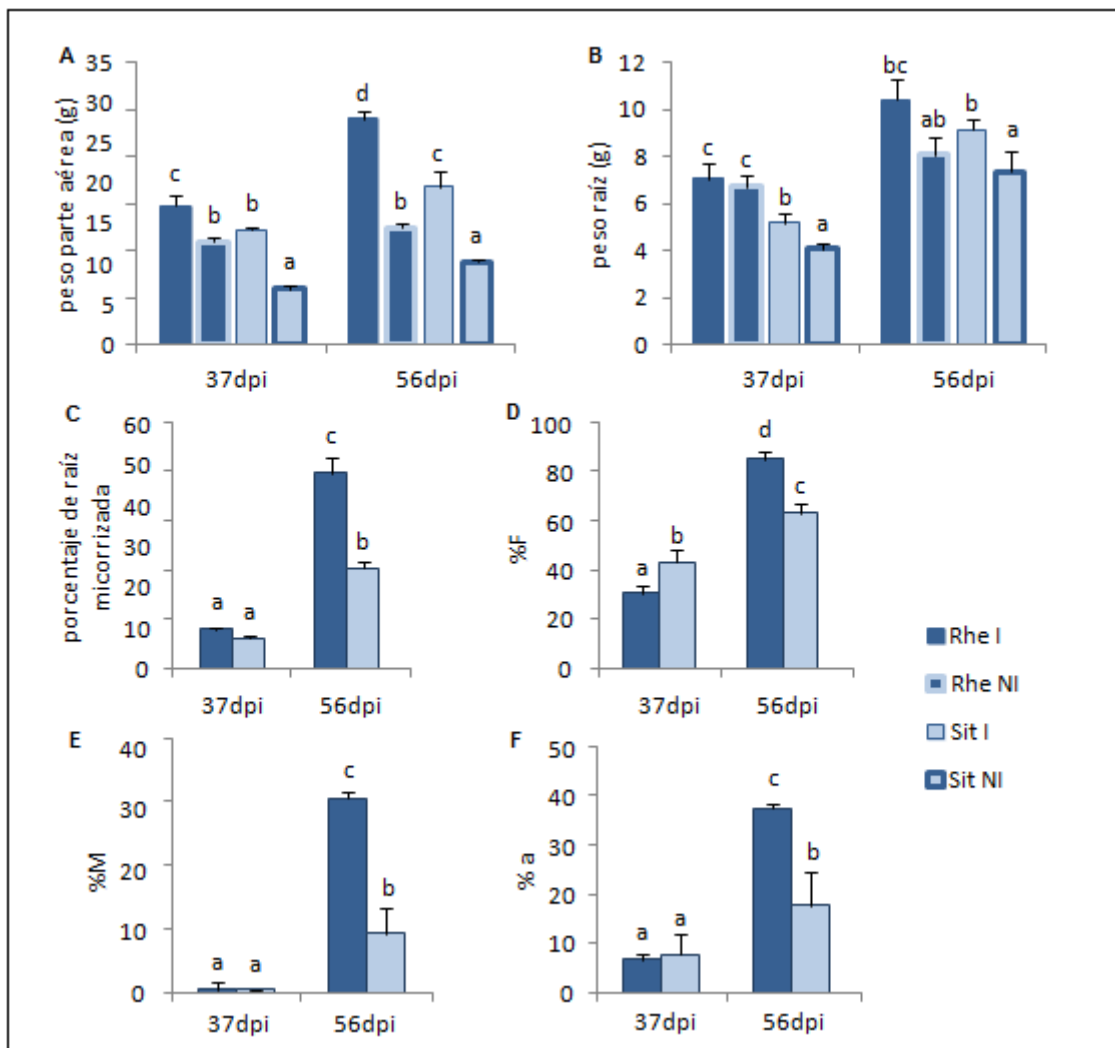 A
peso parte aérea (g)
35
30
25
20
15
10
5
0
c
b
b
a
d
b
c
a
37dpi
56dpi
B
peso raíz (g)
12
10
8
6
4
2
0
c
c
b
a
bc
ab
b
a
37dpi
56dpi
C
porcentaje de raíz
micorrizada
60
50
40
30
20
10
0
a
a
c
b
37dpi
56dpi
D
%F
100
80
60
40
20
0
a
b
d
c
37dpi
56dpi
Rhe I
Rhe NI
Sit I
Sit NI
E
%M
40
30
20
10
0
a
a
c
b
37dpi
56dpi
F
% a
50
40
30
20
10
0
a
a
c
b
37dpi
56dpi